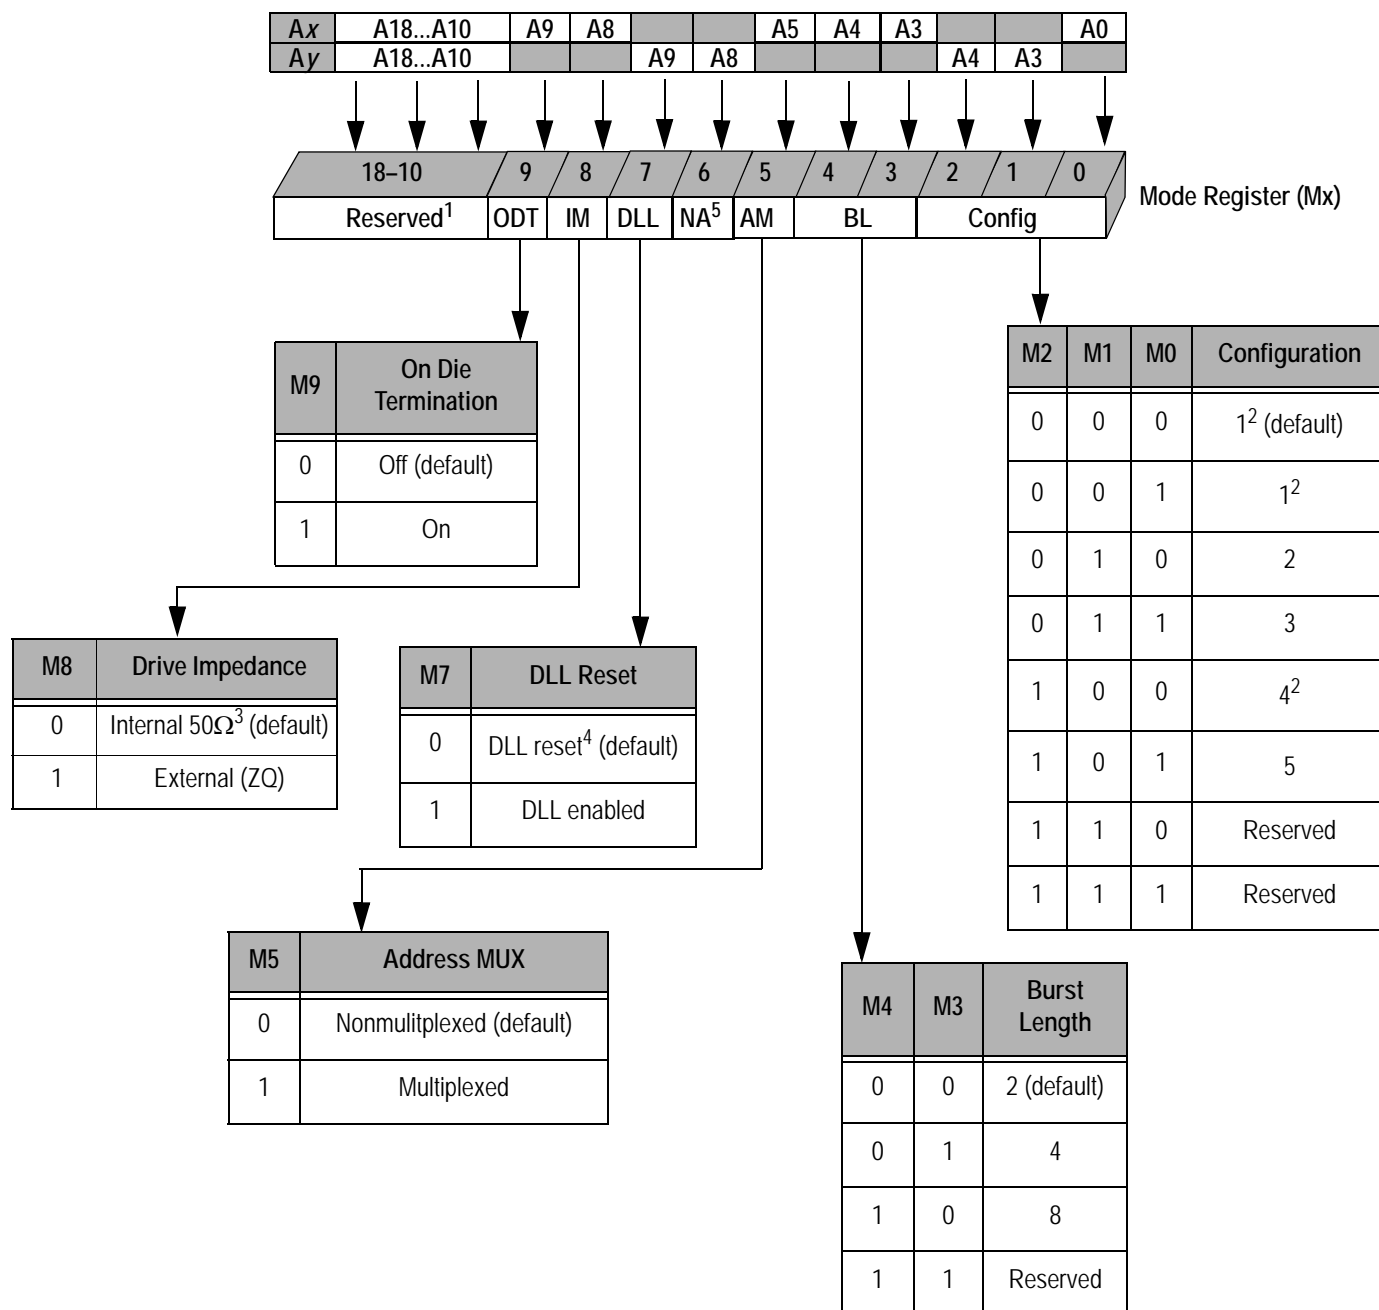 Ax A18...A10 A9 A8 A5 A4 A3 A0
Ay A18...A10 A9 A8 A4 A3
18–10 9 8 7 6 5 4 3 2 1 0
Mode Register (Mx)
Reserved1 ODT IM DLL NA5 AM BL Config
M9 On Die Termination
0 Off (default)
1 On
M2 M1 M0 Configuration
0 0 0 12 (default)
0 0 1 12
0 1 0 2
0 1 1 3
1 0 0 42
1 0 1 5
1 1 0 Reserved
1 1 1 Reserved
M8 Drive Impedance
0 Internal 50Ω3 (default)
1 External (ZQ)
M7 DLL Reset
0 DLL reset4 (default)
1 DLL enabled
M5 Address MUX
0 Nonmulitplexed (default)
1 Multiplexed
M4 M3 Burst Length
0 0 2 (default)
0 1 4
1 0 8
1 1 Reserved